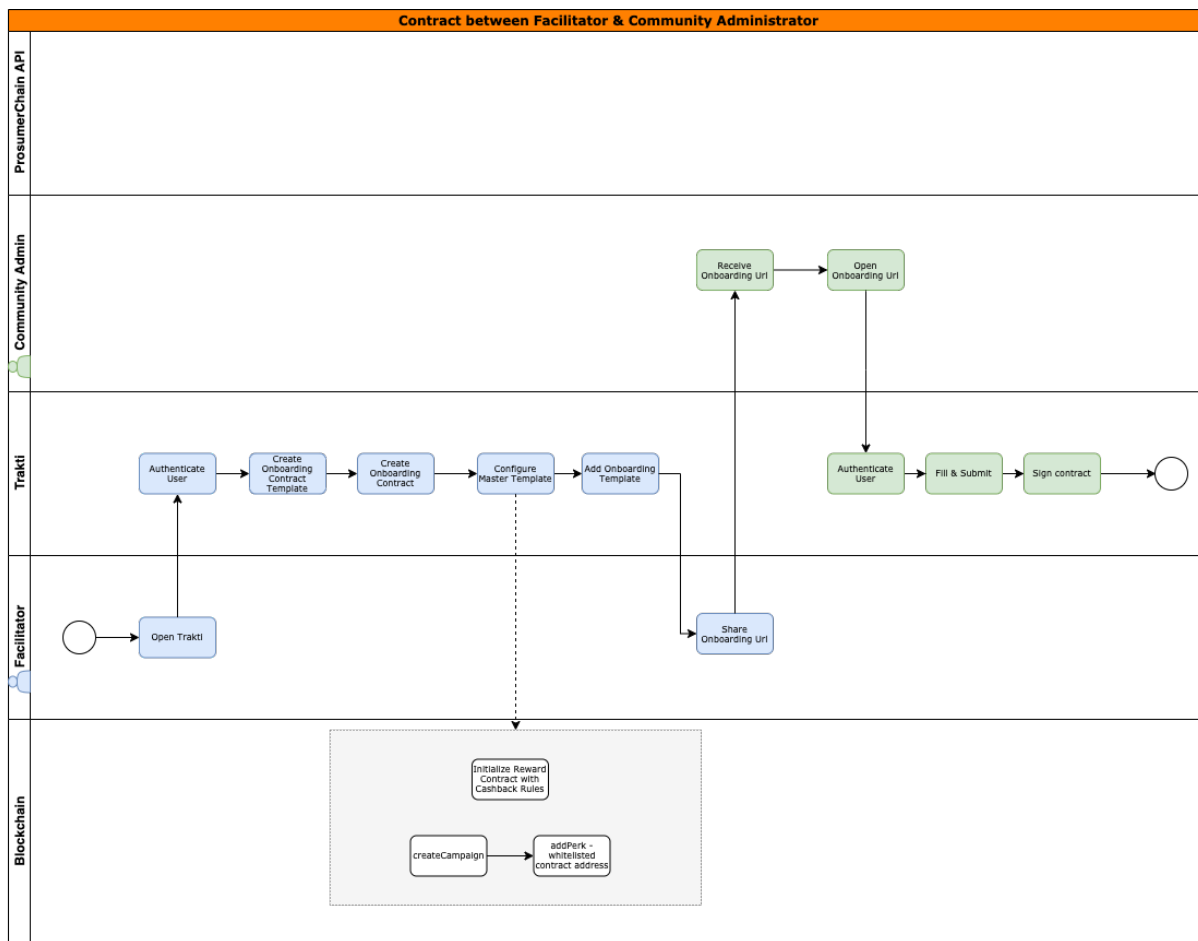 Contract between Facilitator & Community Administrator
ProsumerChain API
Community Admin
Receive
Onboarding Url
Open
Onboarding Url
Trakti
Authenticate
User
Create
Onboarding
Contract
Template
Create
Onboarding
Contract
Configure
Master Template
Add Onboarding
Template
Authenticate
User
Fill & Submit
Sign contract
Facilitator
Open Trakti
Share
Onboarding Url
Blockchain
Initialize Reward
Contract with
Cashback Rules
createCampaign
addPerk -
whitelisted
contract address